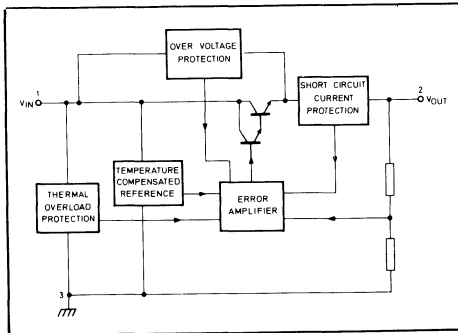 OVER VOLTAGE
PROTECTION
1
VIN
SHORT CIRCUIT
CURRENT
PROTECTION
2
VOUT
TEMPERATURE
COMPENSATED
REFERENCE
THERMAL
OVERLOAD
PROTECTION
ERROR
AMPLIFIER
3